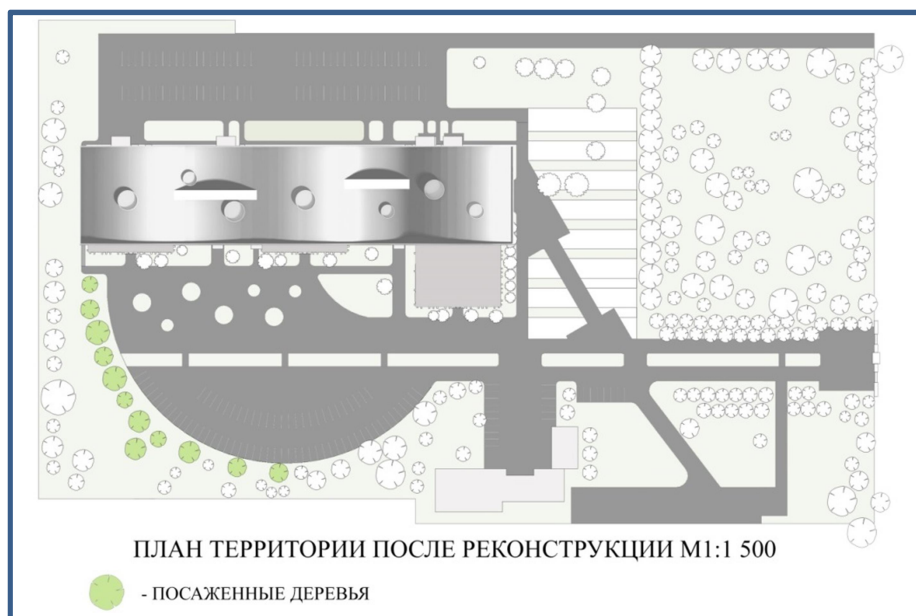 ПЛАН ТЕРРИТОРИИ ПОСЛЕ РЕКОНСТРУКЦИИ М1:1 500
- ПОСАЖЕННЫЕ ДЕРЕВЬЯ